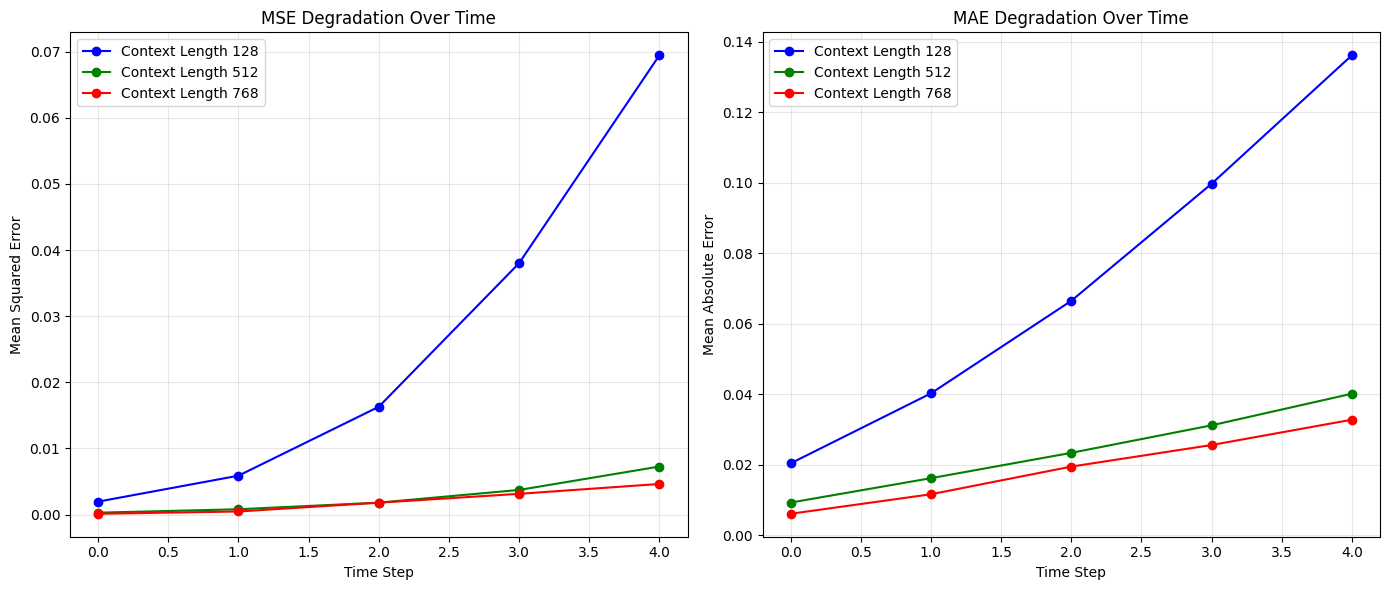 MSE Degradation Over Time
Context Length 128
Context Length 512
Context Length 768
Mean Squared Error
0.07
0.06
0.05
0.04
0.03
0.02
0.01
0.00
0.0 0.5 1.0 1.5 2.0 2.5 3.0 3.5 4.0
Time Step
MAE Degradation Over Time
Context Length 128
Context Length 512
Context Length 768
Mean Absolute Error
0.14
0.12
0.10
0.08
0.06
0.04
0.02
0.00
0.0 0.5 1.0 1.5 2.0 2.5 3.0 3.5 4.0
Time Step